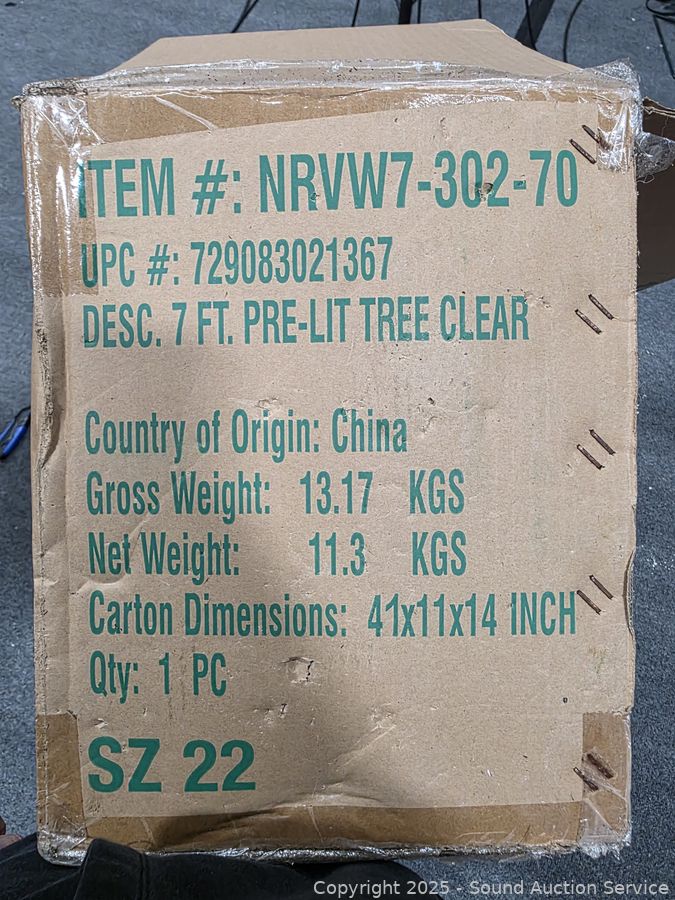 ITEM #: NRVW7-302-70
UPC #: 729083021367
DESC. 7 FT. PRE-LIT TREE CLEAR
Country of Origin: China
Gross Weight: 13.17 KGS
Net Weight: 11.3 KGS
Carton Dimensions: 41x11x14 INCH
Qty: 1 PC
SZ 22
Copyright 2025 - Sound Auction Service